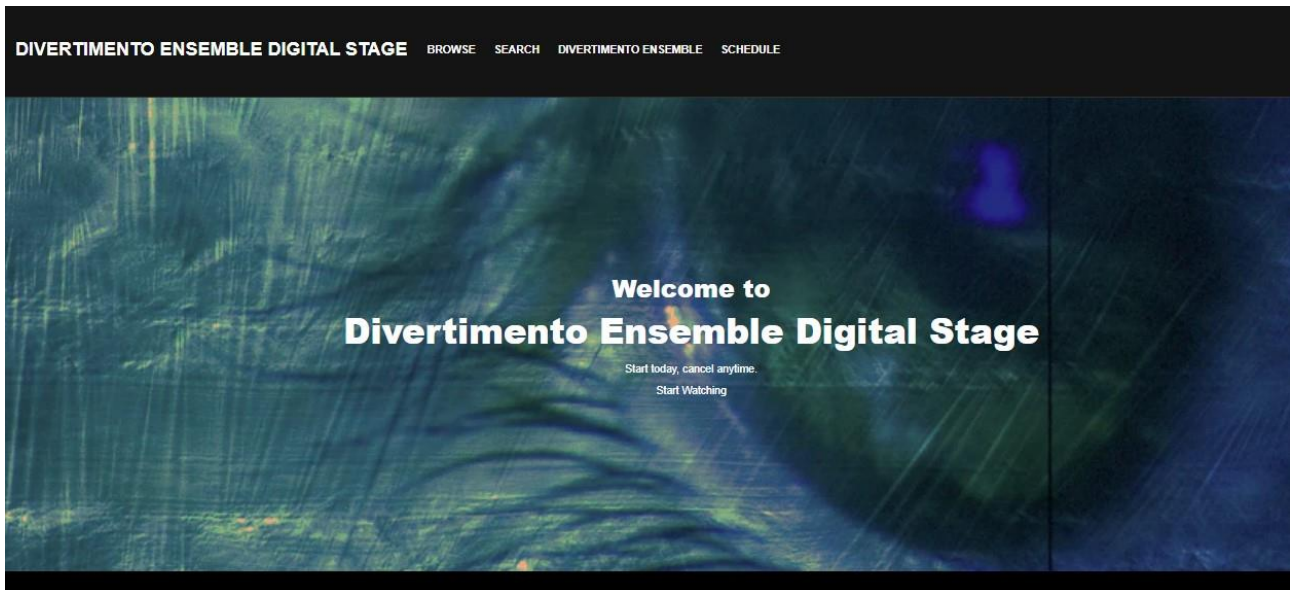 DIVERTIMENTO ENSEMBLE DIGITAL STAGE BROWSE SEARCH DIVERTIMENTO ENSEMBLE SCHEDULE
Welcome to
Divertimento Ensemble Digital Stage
Start today, cancel anytime.
Start Watching